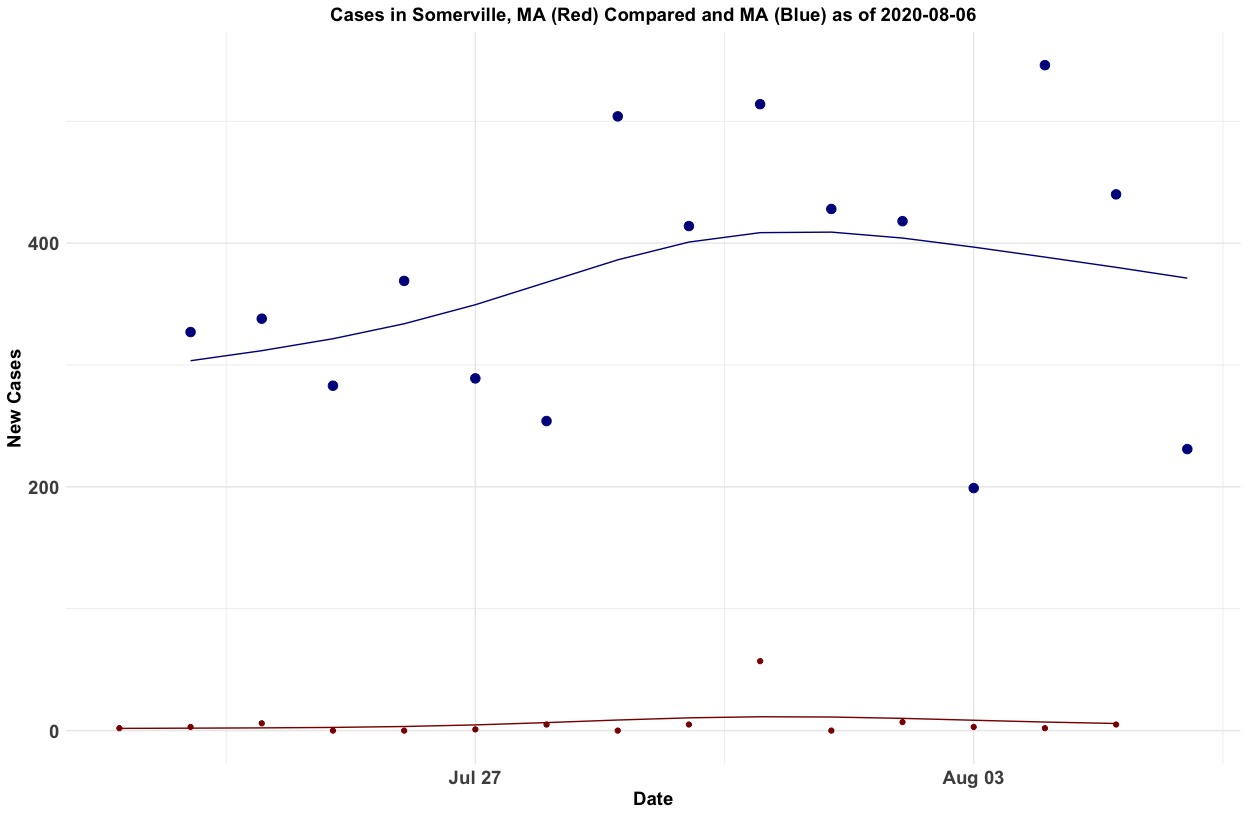 Cases in Somerville, MA (Red) Compared and MA (Blue) as of 2020-08-06
New Cases
400
200
0
Jul 27
Aug 03
Date